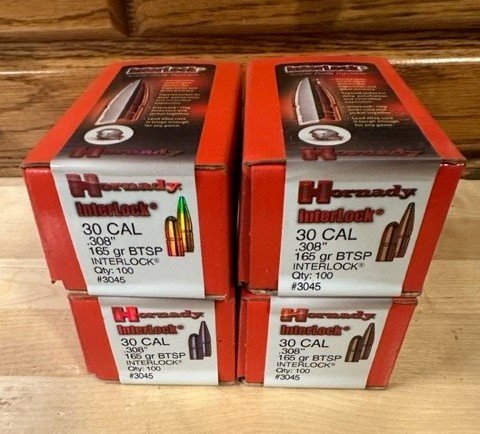 InterLock®
InterLock®
Hornady
InterLock®
30 CAL
.308"
165 gr BTSP
INTERLOCK®
Qty: 100
#3045
Hornady
InterLock®
30 CAL
.308"
165 gr BTSP
INTERLOCK®
Qty: 100
#3045
Hornady
InterLock®
30 CAL
.308"
165 gr BTSP
INTERLOCK®
Qty: 100
#3045
Hornady
InterLock®
30 CAL
.308"
165 gr BTSP
INTERLOCK®
Qty: 100
#3045